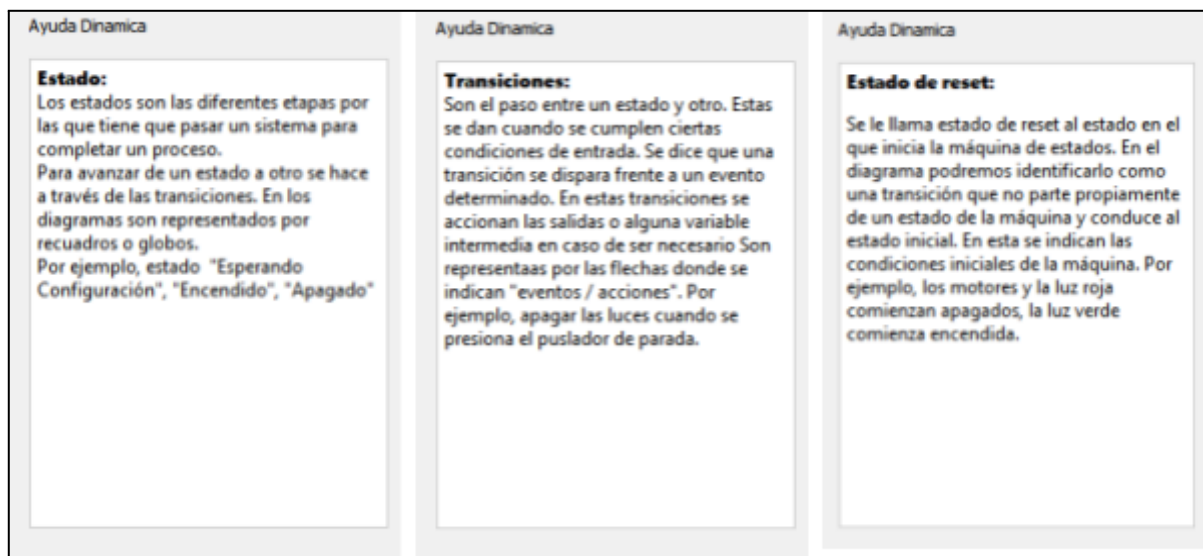 Ayuda Dinamica
Estado:
Los estados son las diferentes etapas por
las que tiene que pasar un sistema para
completar un proceso.
Para avanzar de un estado a otro se hace
a través de las transiciones. En los
diagramas son representados por
recuadros o globos.
Por ejemplo, estado  "Esperando
Configuración", "Encendido", "Apagado"
Ayuda Dinamica
Transiciones:
Son el paso entre un estado y otro. Estas
se dan cuando se cumplen ciertas
condiciones de entrada. Se dice que una
transición se dispara frente a un evento
determinado. En estas transiciones se
accionan las salidas o alguna variable
intermedia en caso de ser necesario Son
representaas por las flechas donde se
indican "eventos / acciones". Por
ejemplo, apagar las luces cuando se
presiona el puslador de parada.
Ayuda Dinamica
Estado de reset:
Se le llama estado de reset al estado en el
que inicia la máquina de estados. En el
diagrama podremos identificarlo como
una transición que no parte propiamente
de un estado de la máquina y conduce al
estado inicial. En esta se indican las
condiciones iniciales de la máquina. Por
ejemplo, los motores y la luz roja
comienzan apagados, la luz verde
comienza encendida.